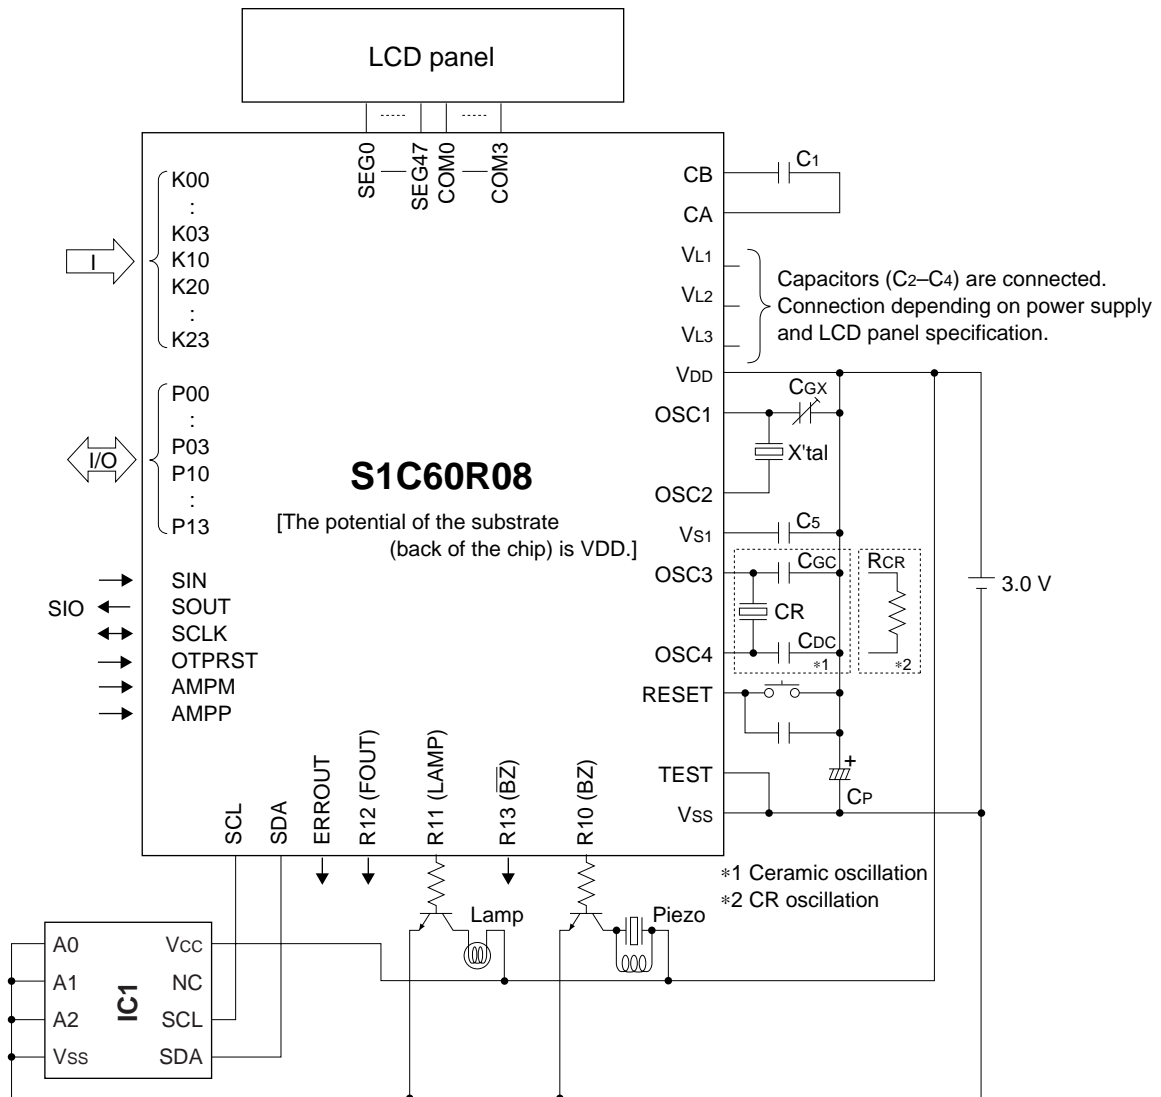 LCD panel
SEG0
SEG47
COM0
COM3
K00
:
K03
K10
K20
:
K23
I
P00
:
P03
P10
:
P13
I/O
SIN
SIO
SOUT
SCLK
OTPRST
AMPM
AMPP
S1C60R08
[The potential of the substrate
(back of the chip) is VDD.]
CB
C1
CA
VL1
VL2
VL3
Capacitors (C2–C4) are connected.
Connection depending on power supply
and LCD panel specification.
VDD
CGX
OSC1
X'tal
OSC2
VS1
C5
OSC3
CGC
RCR
CR
3.0 V
OSC4
CDC
*1
*2
RESET
TEST
+
CP
VSS
SCL
SDA
ERROUT
R12 (FOUT)
R11 (LAMP)
R13 (B̅Z̅)
R10 (BZ)
*1 Ceramic oscillation
*2 CR oscillation
Lamp
Piezo
A0
VCC
A1
NC
IC1
A2
SCL
VSS
SDA